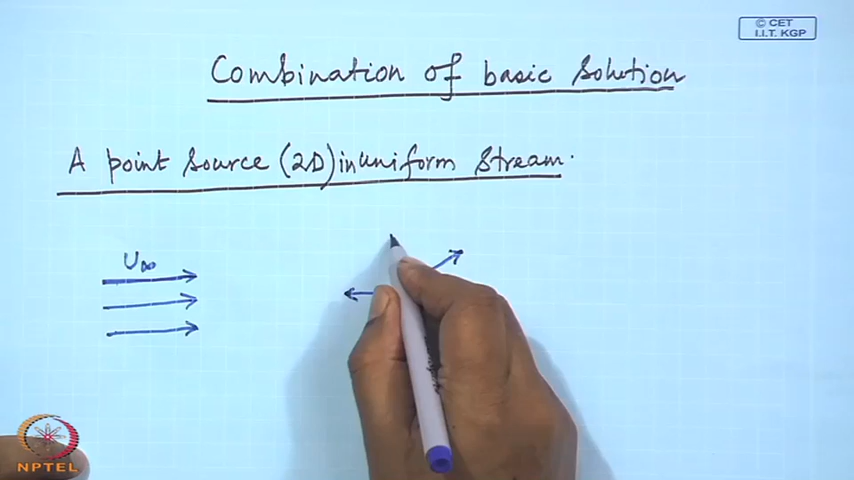 © CET
I.I.T. KGP
Combination of basic Solution
A point Source (2D) in uniform Stream.
U∞
NPTEL